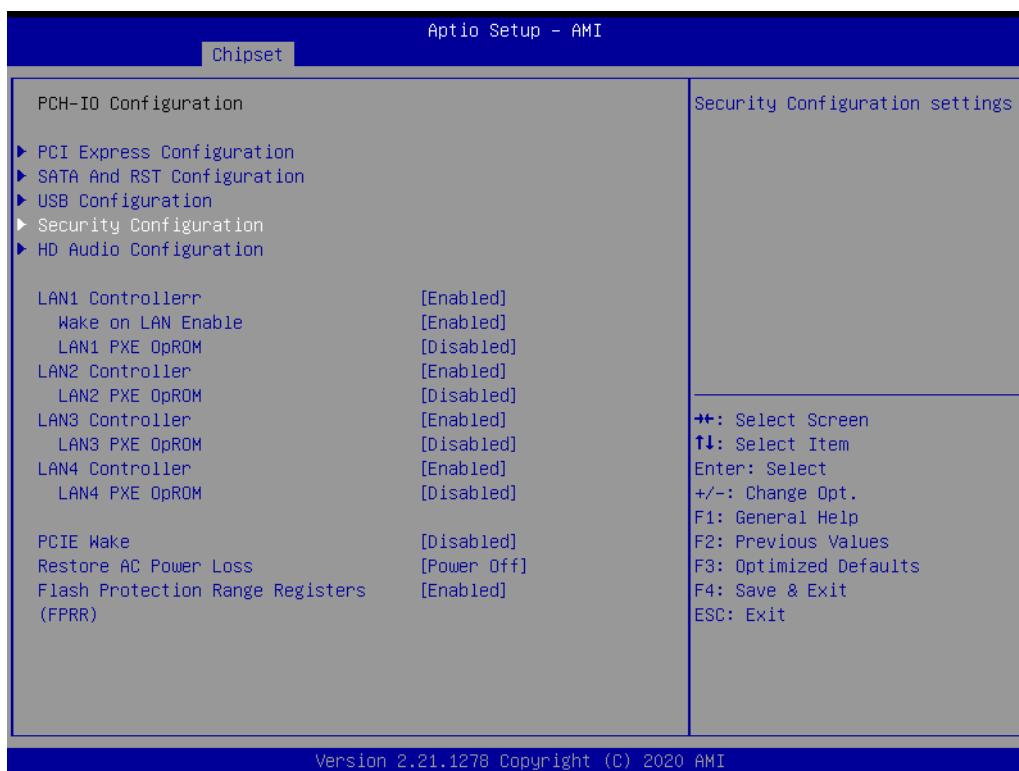 Aptio Setup – AMI
Chipset
PCH-IO Configuration
Security Configuration settings
▶ PCI Express Configuration
▶ SATA And RST Configuration
▶ USB Configuration
▶ Security Configuration
▶ HD Audio Configuration
LAN1 Controllerr [Enabled]
Wake on LAN Enable [Enabled]
LAN1 PXE OpROM [Disabled]
LAN2 Controller [Enabled]
LAN2 PXE OpROM [Disabled]
LAN3 Controller [Enabled]
LAN3 PXE OpROM [Disabled]
LAN4 Controller [Enabled]
LAN4 PXE OpROM [Disabled]
PCIE Wake [Disabled]
Restore AC Power Loss [Power Off]
Flash Protection Range Registers [Enabled]
(FPRR)
→←: Select Screen
↑↓: Select Item
Enter: Select
+/-: Change Opt.
F1: General Help
F2: Previous Values
F3: Optimized Defaults
F4: Save & Exit
ESC: Exit
Version 2.21.1278 Copyright (C) 2020 AMI